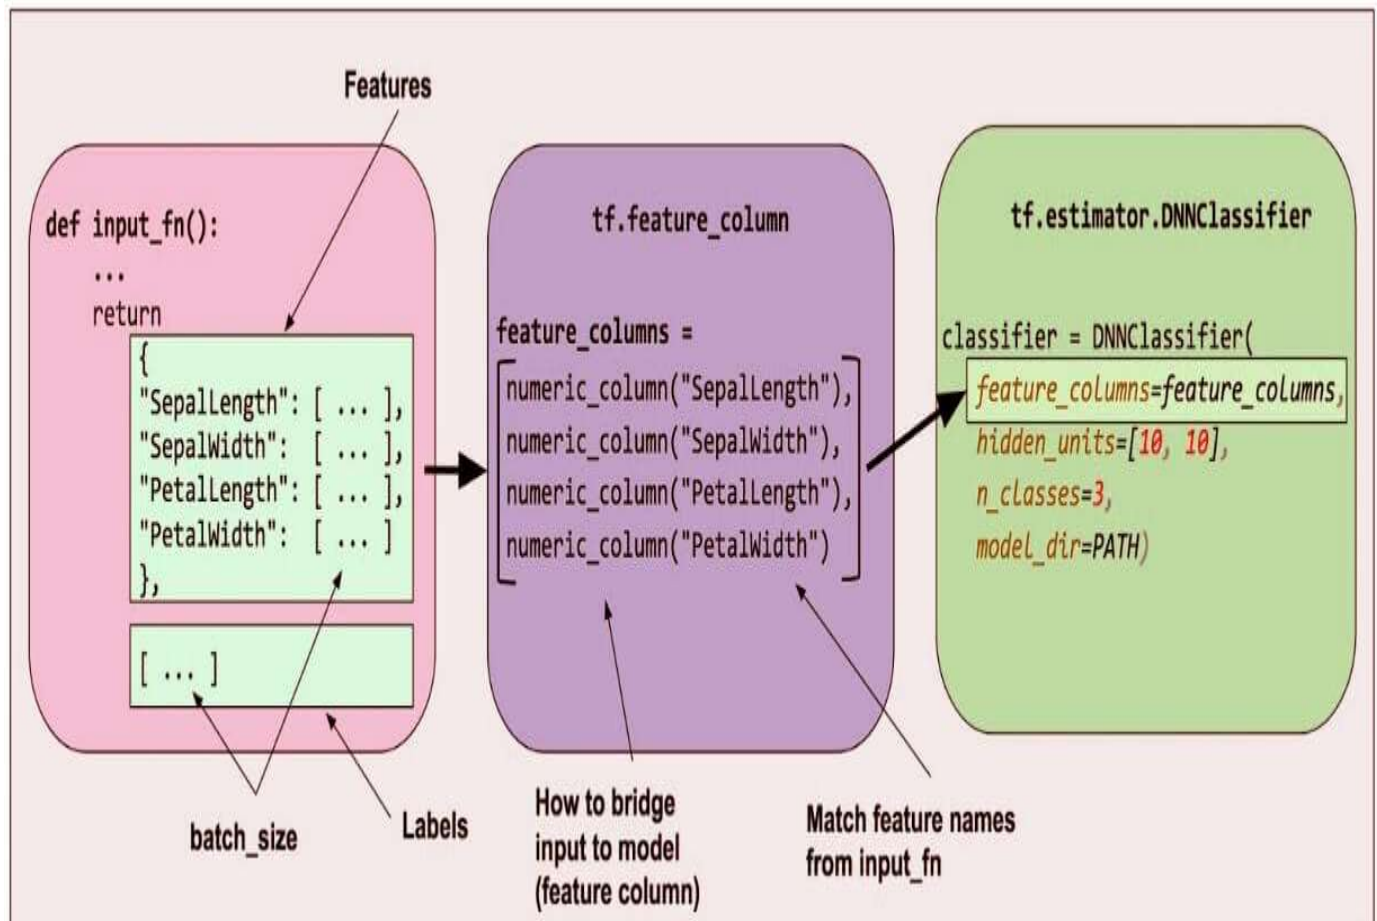 Features
def input_fn():
...
return
{
"SepalLength": [ ... ],
"SepalWidth": [ ... ],
"PetalLength": [ ... ],
"PetalWidth": [ ... ]
},
[ ... ]
batch_size
Labels
tf.feature_column
feature_columns =
[
numeric_column("SepalLength"),
numeric_column("SepalWidth"),
numeric_column("PetalLength"),
numeric_column("PetalWidth")
]
How to bridge
input to model
(feature column)
Match feature names
from input_fn
tf.estimator.DNNClassifier
classifier = DNNClassifier(
feature_columns=feature_columns,
hidden_units=[10, 10],
n_classes=3,
model_dir=PATH)